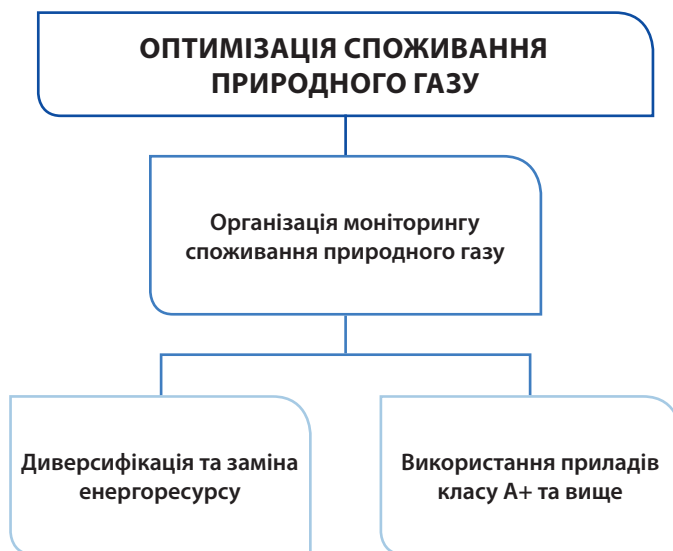 ОПТИМІЗАЦІЯ СПОЖИВАННЯ
ПРИРОДНОГО ГАЗУ
Організація моніторингу
споживання природного газу
Диверсифікація та заміна
енергоресурсу
Використання приладів
класу А+ та вище